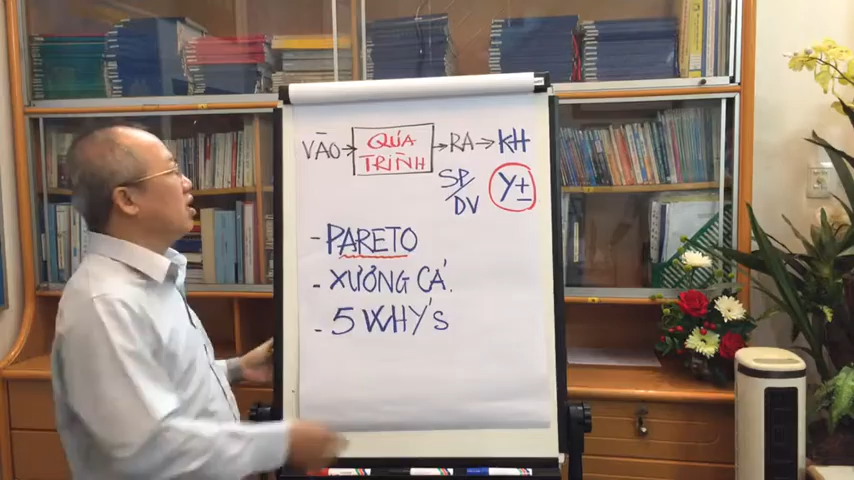 VÀO → QUÁ TRÌNH → RA → KH
SP/DV Y±
- PARETO
- XƯƠNG CÁ.
- 5 WHY'S